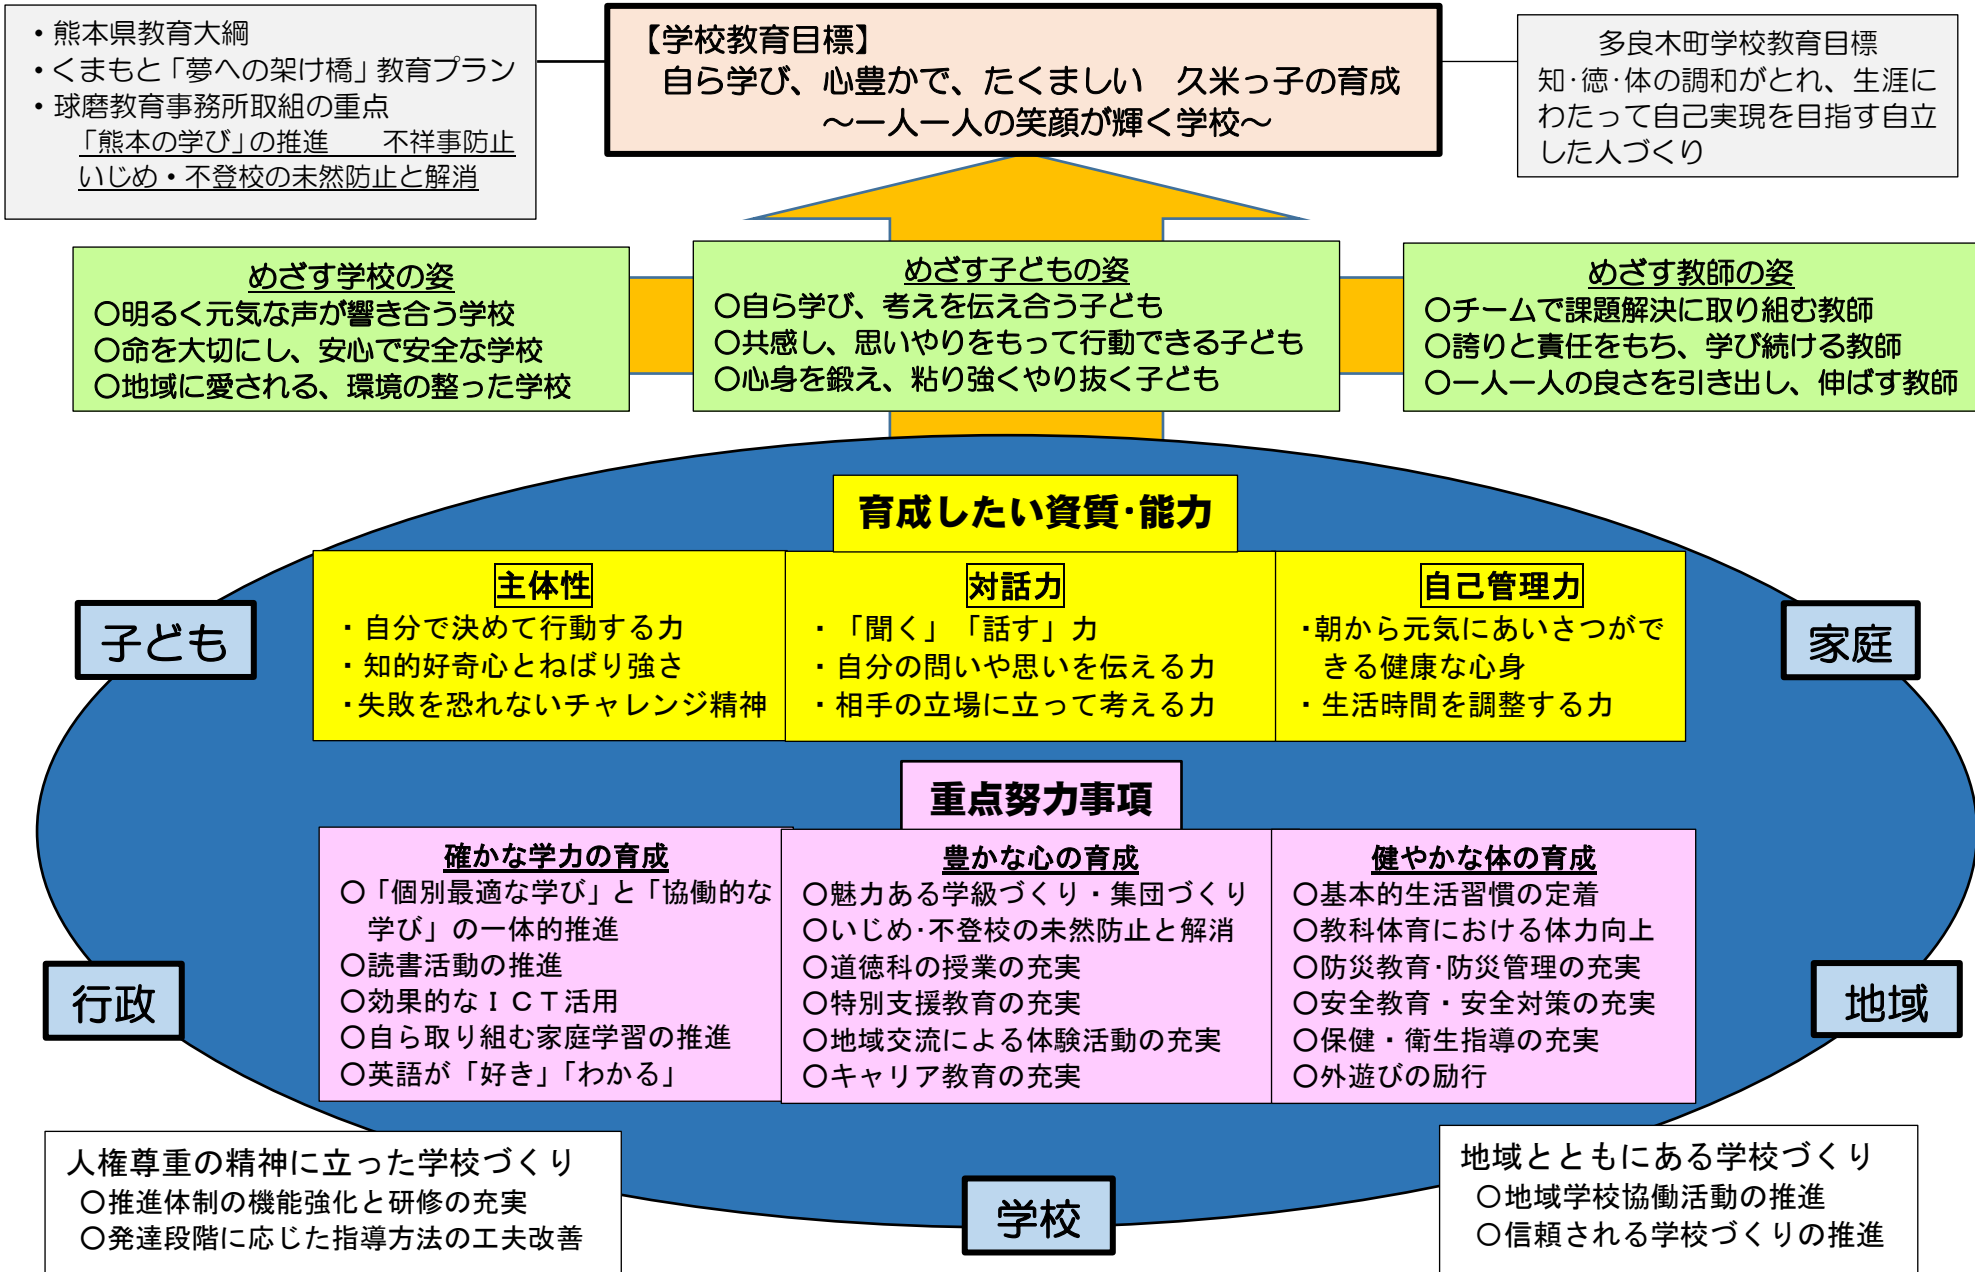 ・熊本県教育大綱
・くまもと「夢への架け橋」教育プラン
・球磨教育事務所取組の重点
「熊本の学び」の推進　　不祥事防止
いじめ・不登校の未然防止と解消
【学校教育目標】
自ら学び、心豊かで、たくましい　久米っ子の育成
～一人一人の笑顔が輝く学校～
多良木町学校教育目標
知・徳・体の調和がとれ、生涯に
わたって自己実現を目指す自立
した人づくり
めざす学校の姿
○明るく元気な声が響き合う学校
○命を大切にし、安心で安全な学校
○地域に愛される、環境の整った学校
めざす子どもの姿
○自ら学び、考えを伝え合う子ども
○共感し、思いやりをもって行動できる子ども
○心身を鍛え、粘り強くやり抜く子ども
めざす教師の姿
○チームで課題解決に取り組む教師
○誇りと責任をもち、学び続ける教師
○一人一人の良さを引き出し、伸ばす教師
育成したい資質・能力
主体性
・自分で決めて行動する力
・知的好奇心とねばり強さ
・失敗を恐れないチャレンジ精神
対話力
・「聞く」「話す」力
・自分の問いや思いを伝える力
・相手の立場に立って考える力
自己管理力
・朝から元気にあいさつがで
きる健康な心身
・生活時間を調整する力
子ども
家庭
重点努力事項
確かな学力の育成
○「個別最適な学び」と「協働的な
学び」の一体的推進
○読書活動の推進
○効果的なＩＣＴ活用
○自ら取り組む家庭学習の推進
○英語が「好き」「わかる」
豊かな心の育成
○魅力ある学級づくり・集団づくり
○いじめ・不登校の未然防止と解消
○道徳科の授業の充実
○特別支援教育の充実
○地域交流による体験活動の充実
○キャリア教育の充実
健やかな体の育成
○基本的生活習慣の定着
○教科体育における体力向上
○防災教育・防災管理の充実
○安全教育・安全対策の充実
○保健・衛生指導の充実
○外遊びの励行
行政
地域
人権尊重の精神に立った学校づくり
○推進体制の機能強化と研修の充実
○発達段階に応じた指導方法の工夫改善
学校
地域とともにある学校づくり
○地域学校協働活動の推進
○信頼される学校づくりの推進